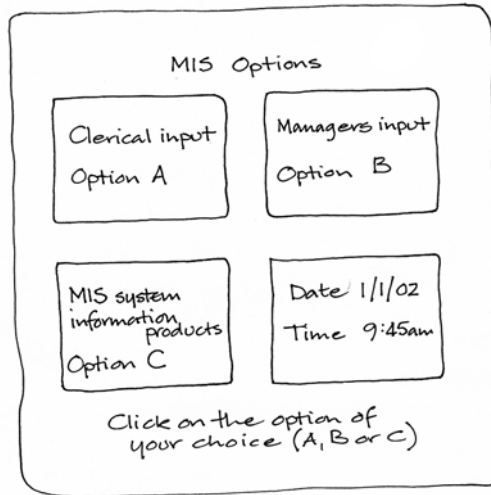 MIS Options
Clerical input
Option A
Managers input
Option B
MIS system
information
products
Option C
Date 1/1/02
Time 9:45am
Click on the option of
your choice (A, B or C)